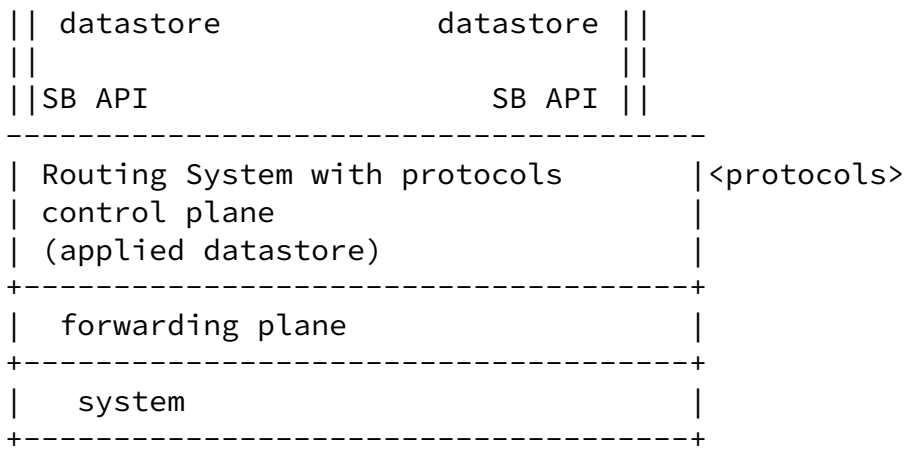 || datastore            datastore ||
||                                ||
||SB API                   SB API ||
---------------------------------------
| Routing System with protocols       |<protocols>
| control plane                       |
| (applied datastore)                 |
+-------------------------------------+
|  forwarding plane                   |
+-------------------------------------+
|   system                            |
+-------------------------------------+